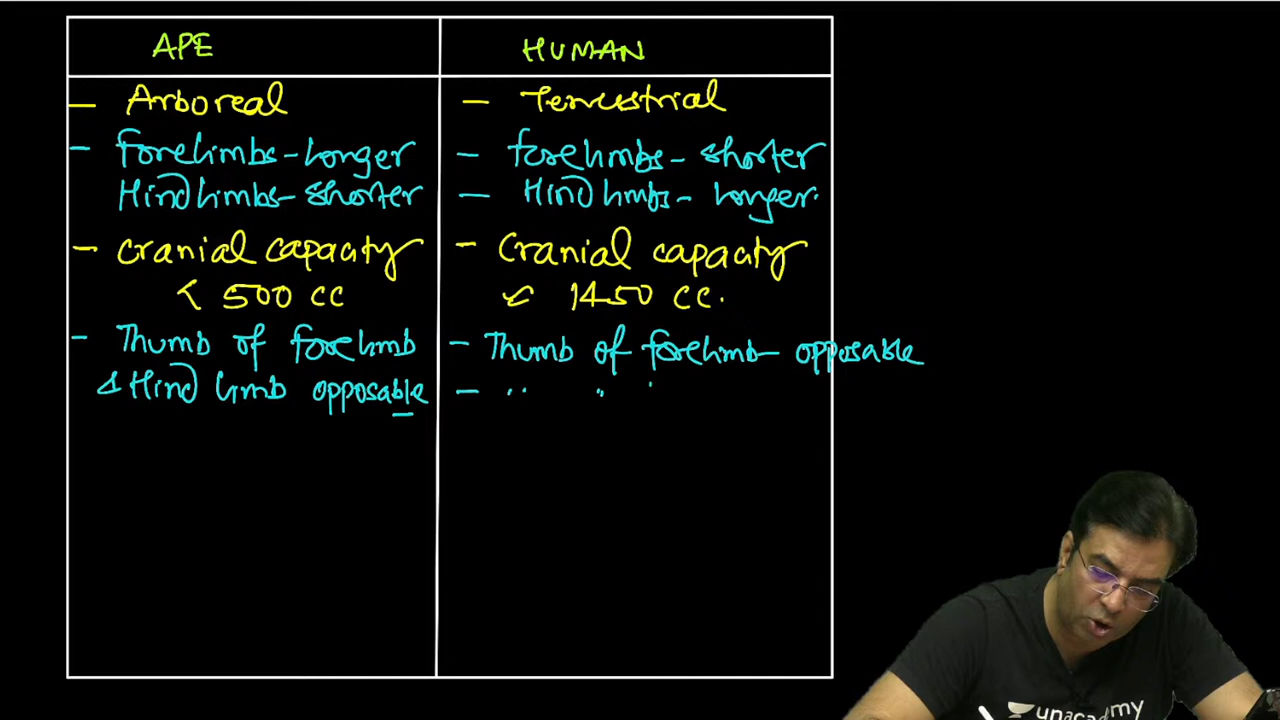 APE
HUMAN
– Arboreal
– Terrestrial
– Forelimbs – Longer
Hind limbs – shorter
– forelimbs – shorter
– Hind limbs – longer.
– Cranial capacity
< 500 cc
– Cranial capacity
1450 cc.
– Thumb of forelimb
& Hind limb opposable
– Thumb of forelimb – opposable
– " " "
unacademy